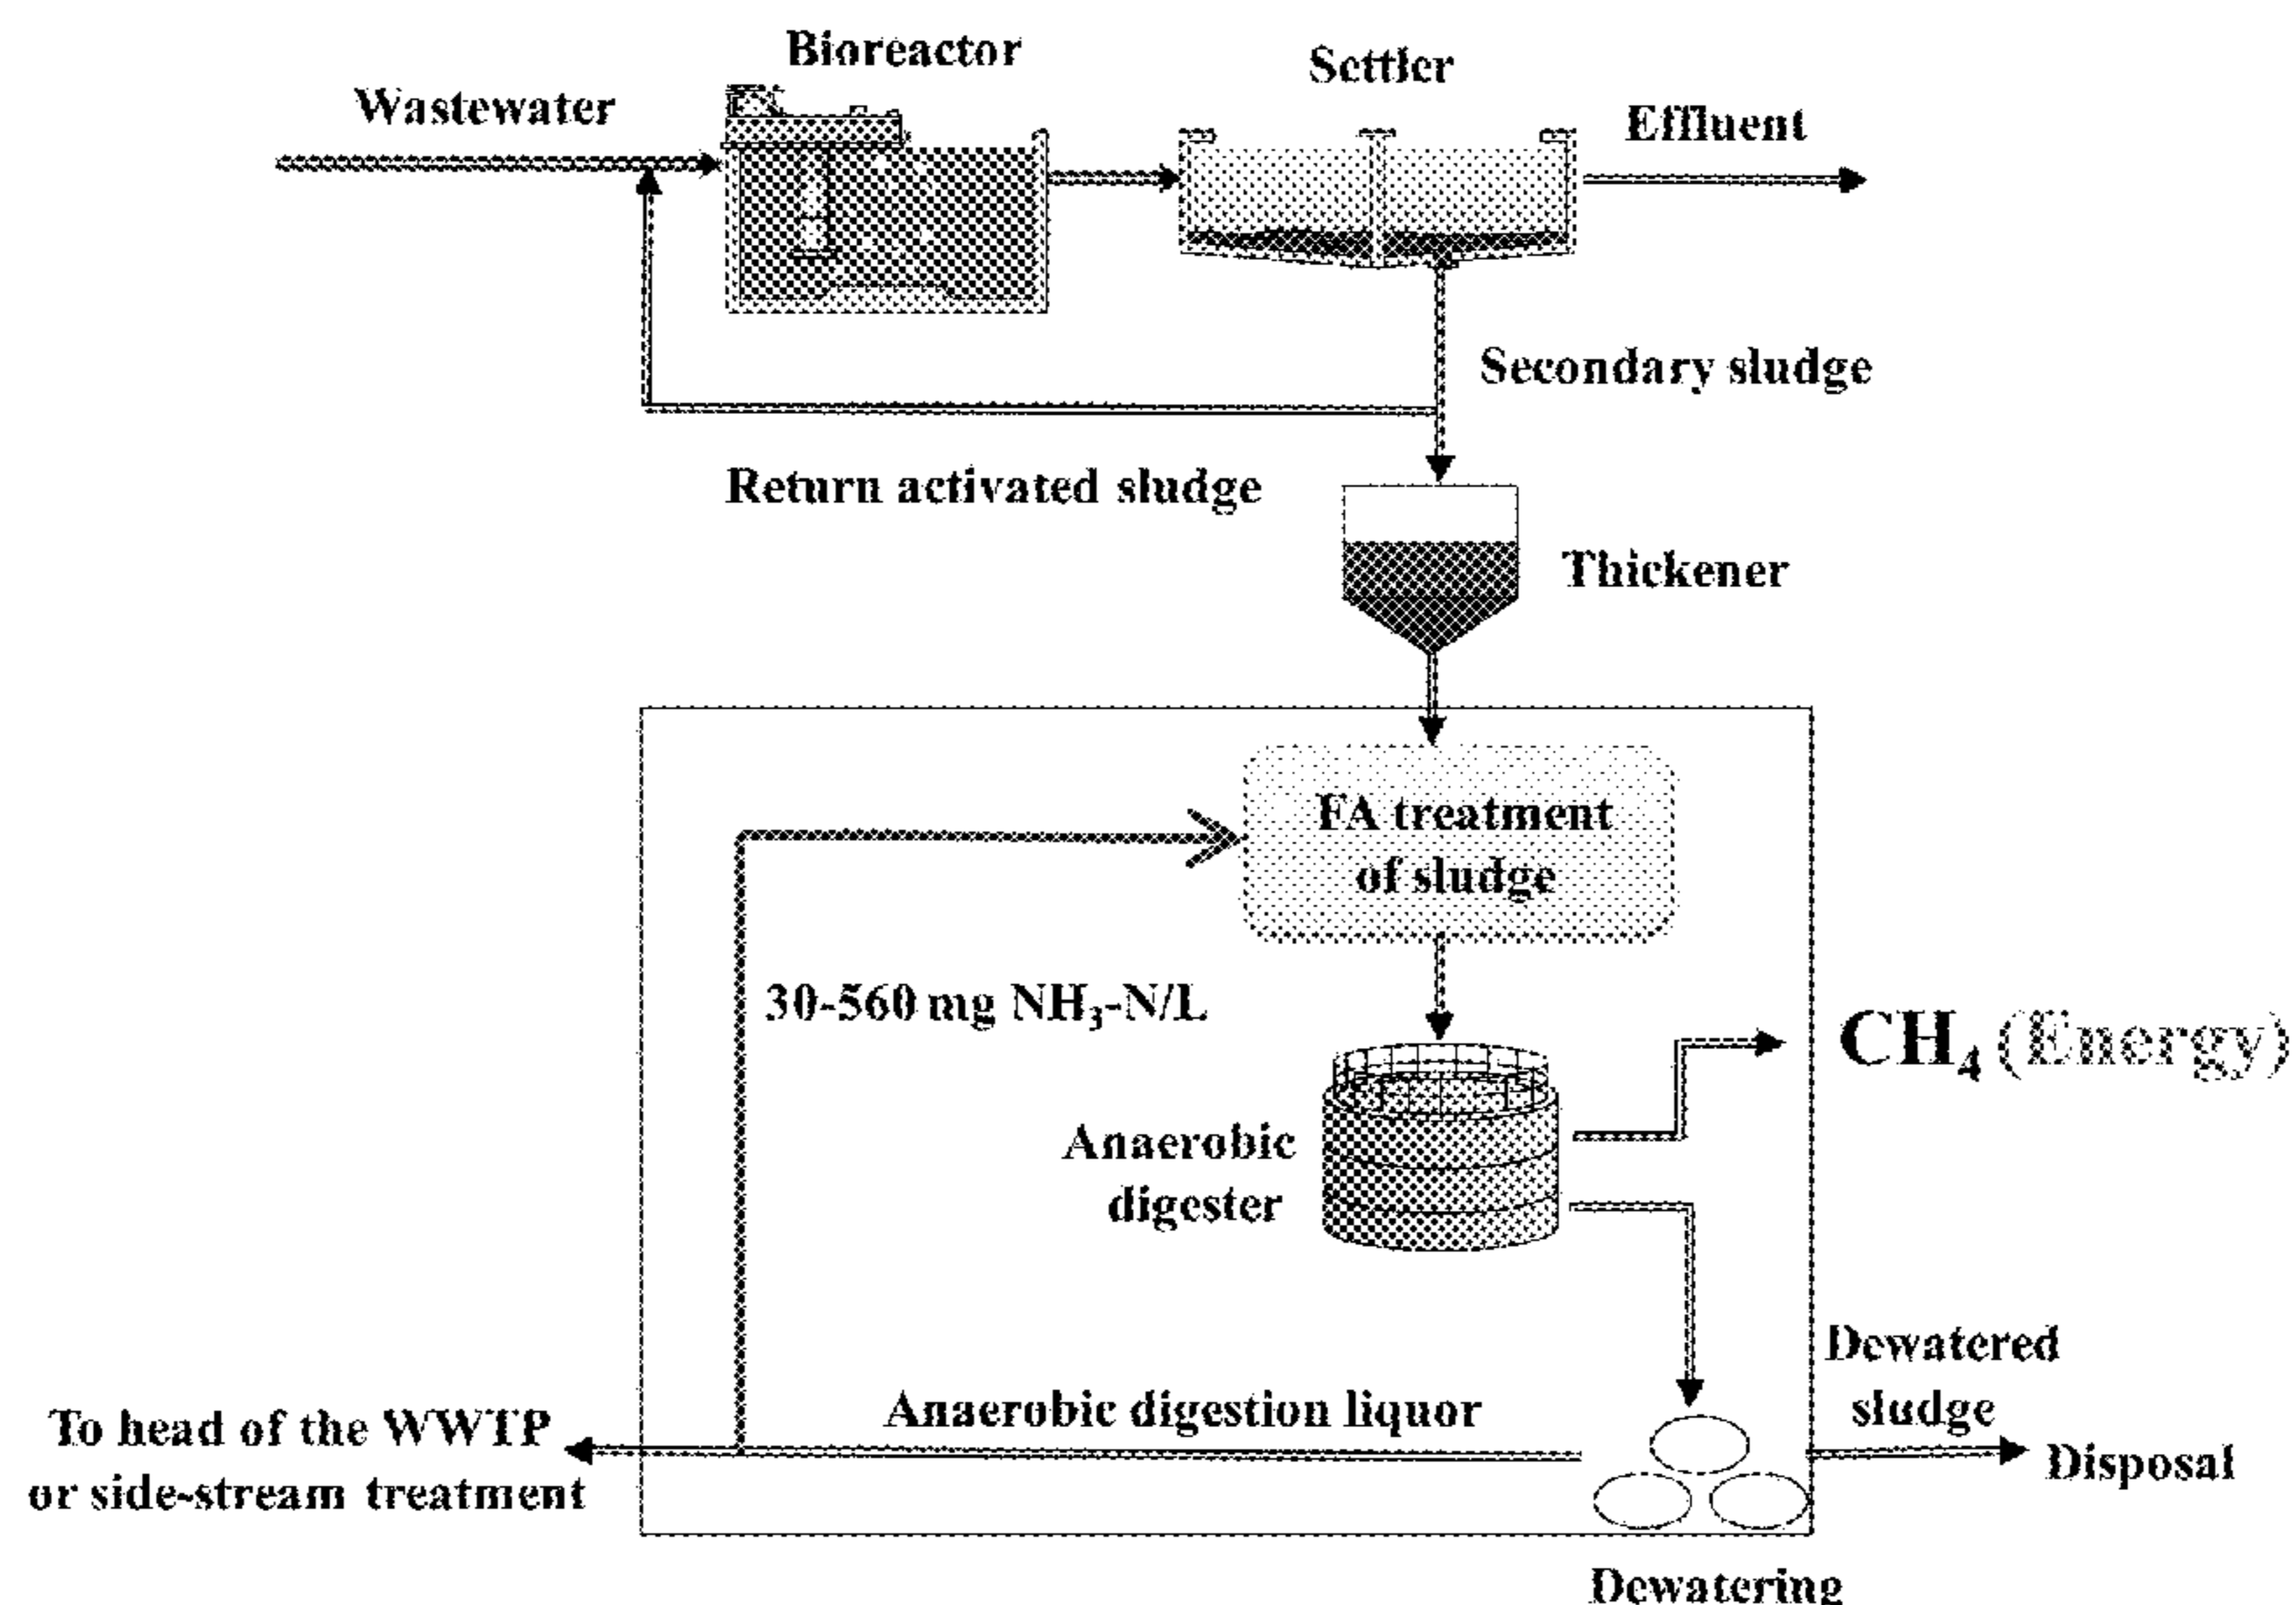 Bioreactor
Settler
Wastewater
Effluent
Secondary sludge
Return activated sludge
Thickener
FA treatment
of sludge
30-560 mg NH₃-N/L
CH₄ (Energy)
Anaerobic
digester
Dewatered
sludge
Anaerobic digestion liquor
To head of the WWTP
or side-stream treatment
Disposal
Dewatering